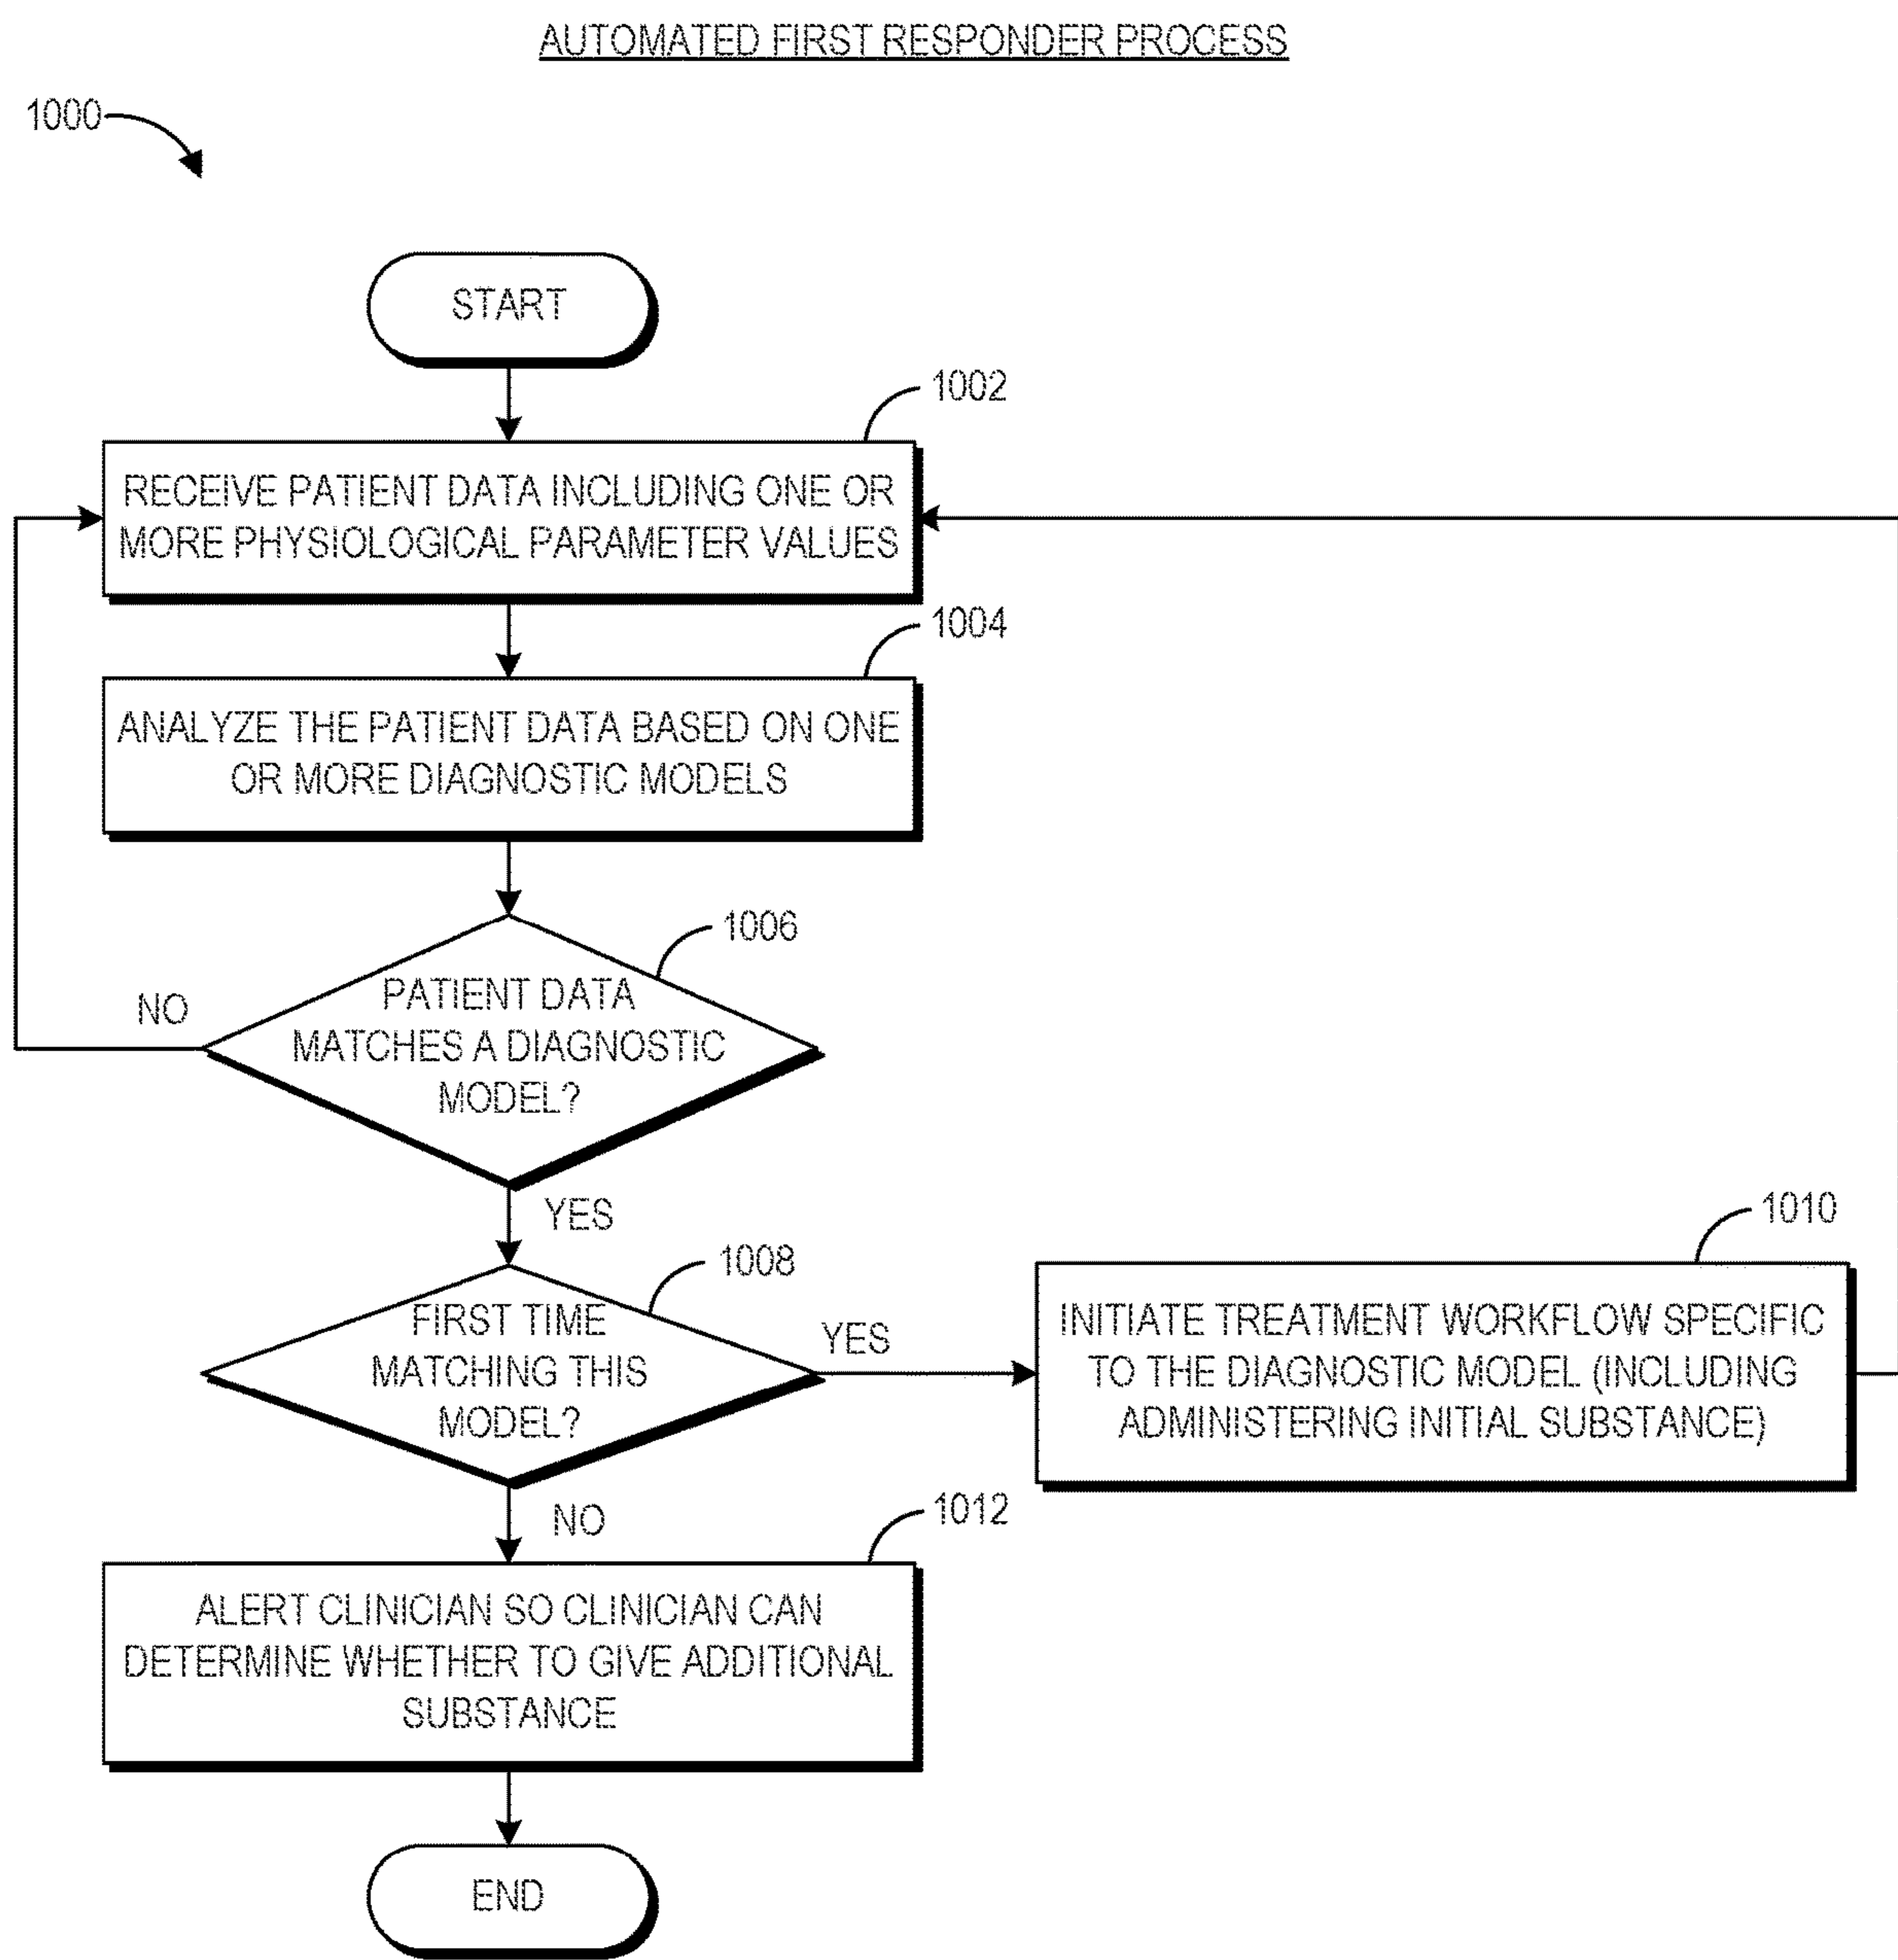 AUTOMATED FIRST RESPONDER PROCESS
1000
START
1002
RECEIVE PATIENT DATA INCLUDING ONE OR
MORE PHYSIOLOGICAL PARAMETER VALUES
1004
ANALYZE THE PATIENT DATA BASED ON ONE
OR MORE DIAGNOSTIC MODELS
1006
PATIENT DATA
MATCHES A DIAGNOSTIC
MODEL?
NO
YES
1008
FIRST TIME
MATCHING THIS
MODEL?
YES
1010
INITIATE TREATMENT WORKFLOW SPECIFIC
TO THE DIAGNOSTIC MODEL (INCLUDING
ADMINISTERING INITIAL SUBSTANCE)
NO
1012
ALERT CLINICIAN SO CLINICIAN CAN
DETERMINE WHETHER TO GIVE ADDITIONAL
SUBSTANCE
END